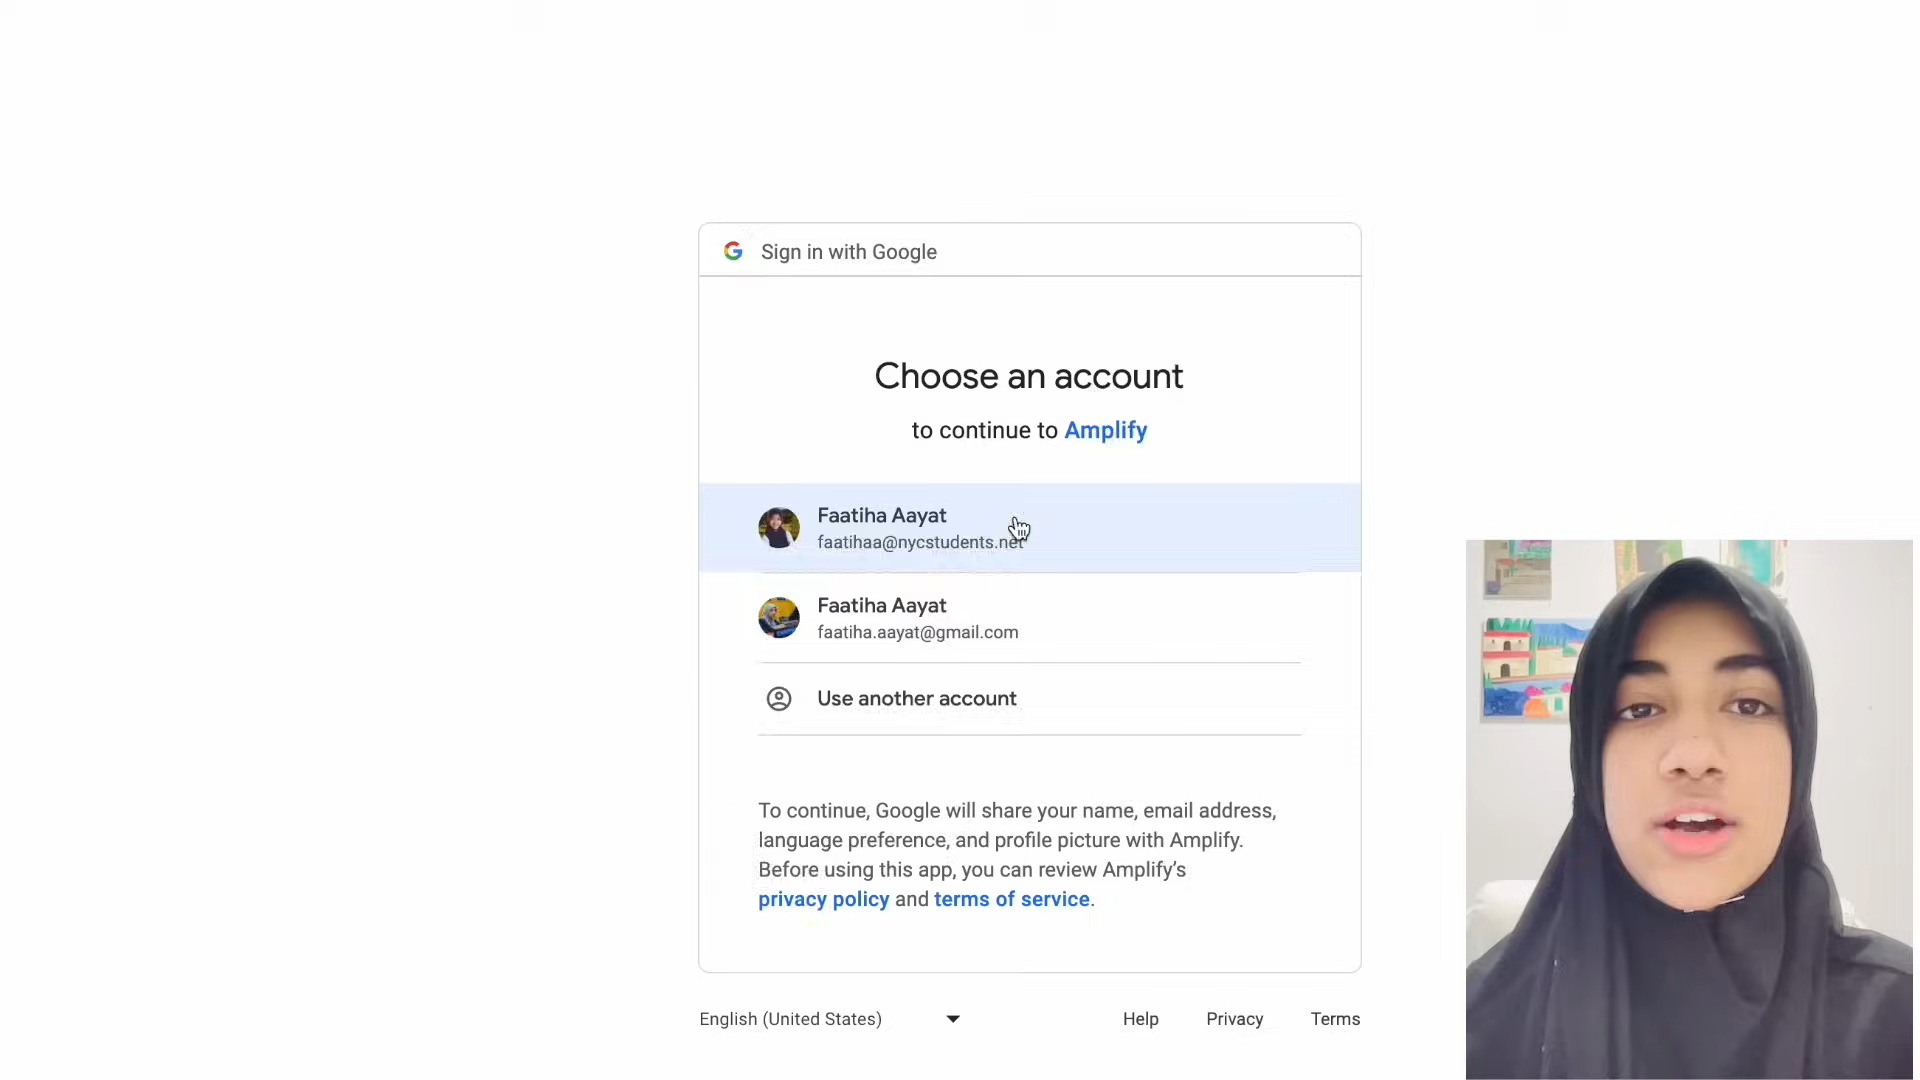 Sign in with Google
Choose an account
to continue to Amplify
Faatiha Aayat
faatihaa@nycstudents.net
Faatiha Aayat
faatiha.aayat@gmail.com
Use another account
To continue, Google will share your name, email address,
language preference, and profile picture with Amplify.
Before using this app, you can review Amplify's
privacy policy and terms of service.
English (United States)
Help
Privacy
Terms